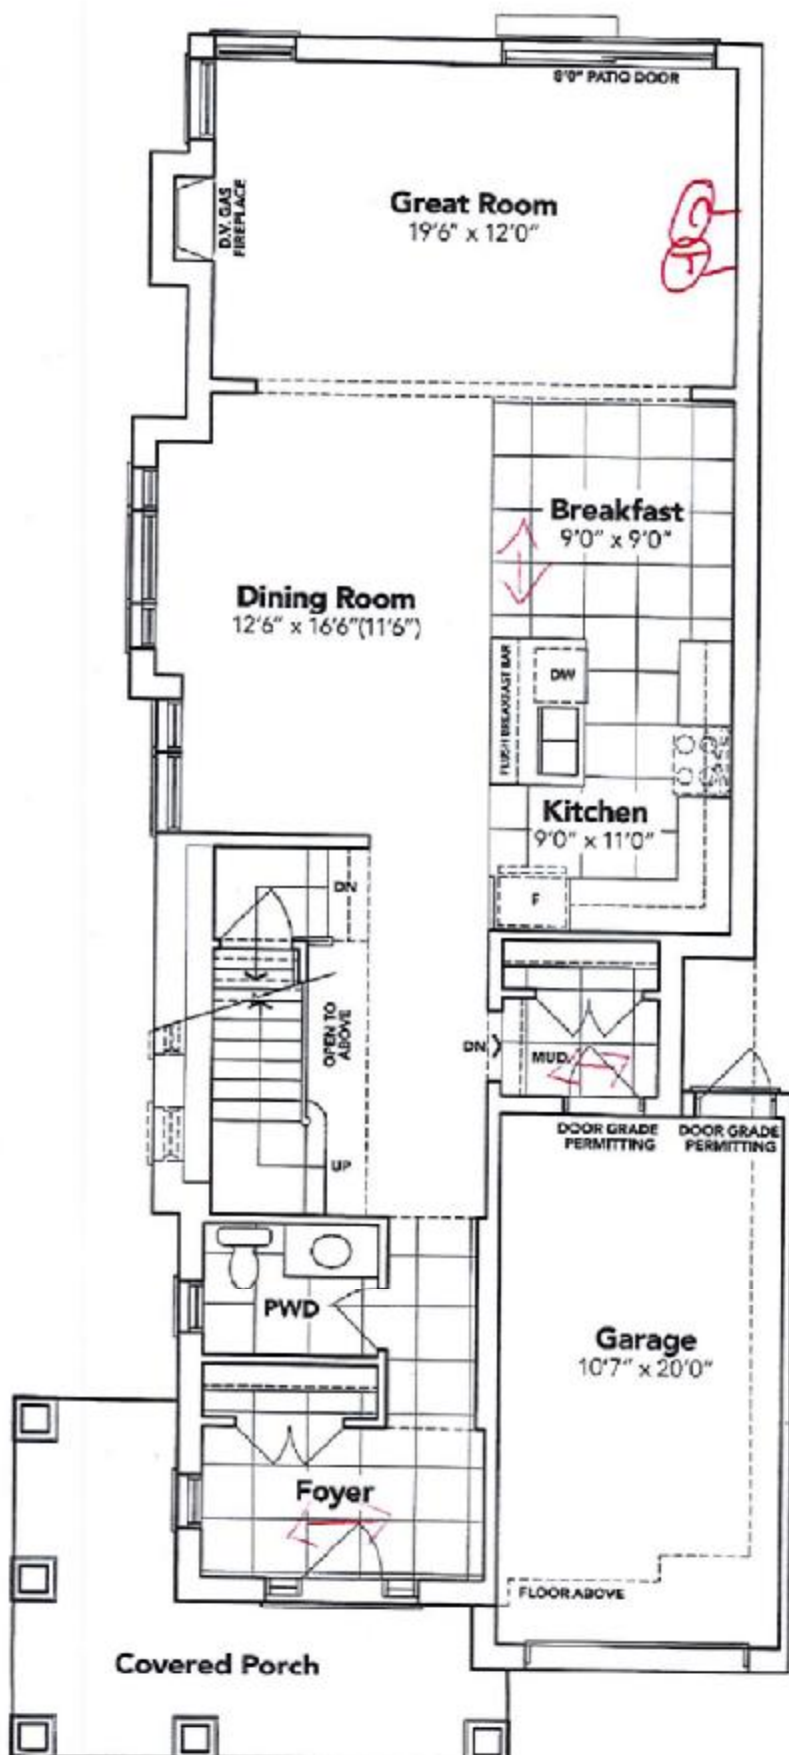 8'0" PATIO DOOR
D.V. GAS
FIREPLACE
Great Room
19'6" x 12'0"
C
T
Breakfast
9'0" x 9'0"
Dining Room
12'6" x 16'6"(11'6")
FLUSH BREAKFAST BAR
DW
Kitchen
9'0" x 11'0"
DN
F
OPEN TO
ABOVE
DN
MUD.
DOOR GRADE
PERMITTING
DOOR GRADE
PERMITTING
UP
PWD
Garage
10'7" x 20'0"
Foyer
FLOOR ABOVE
Covered Porch